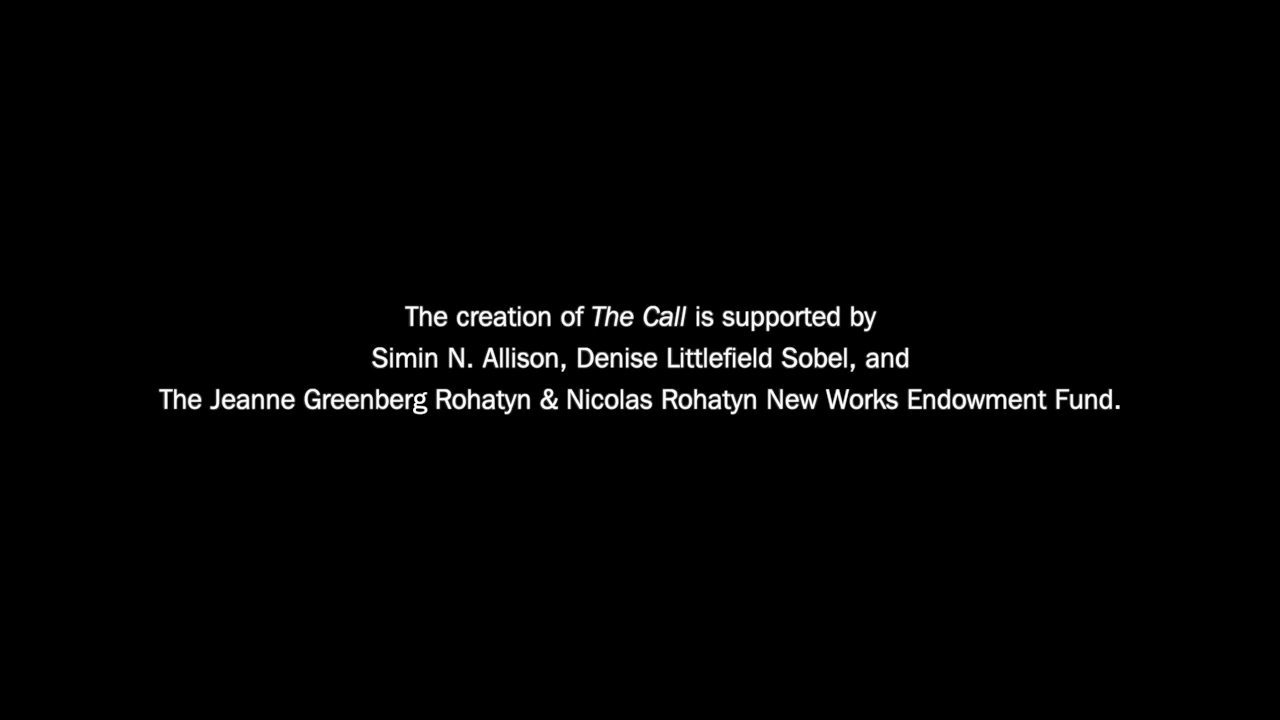 The creation of The Call is supported by
Simin N. Allison, Denise Littlefield Sobel, and
The Jeanne Greenberg Rohatyn & Nicolas Rohatyn New Works Endowment Fund.